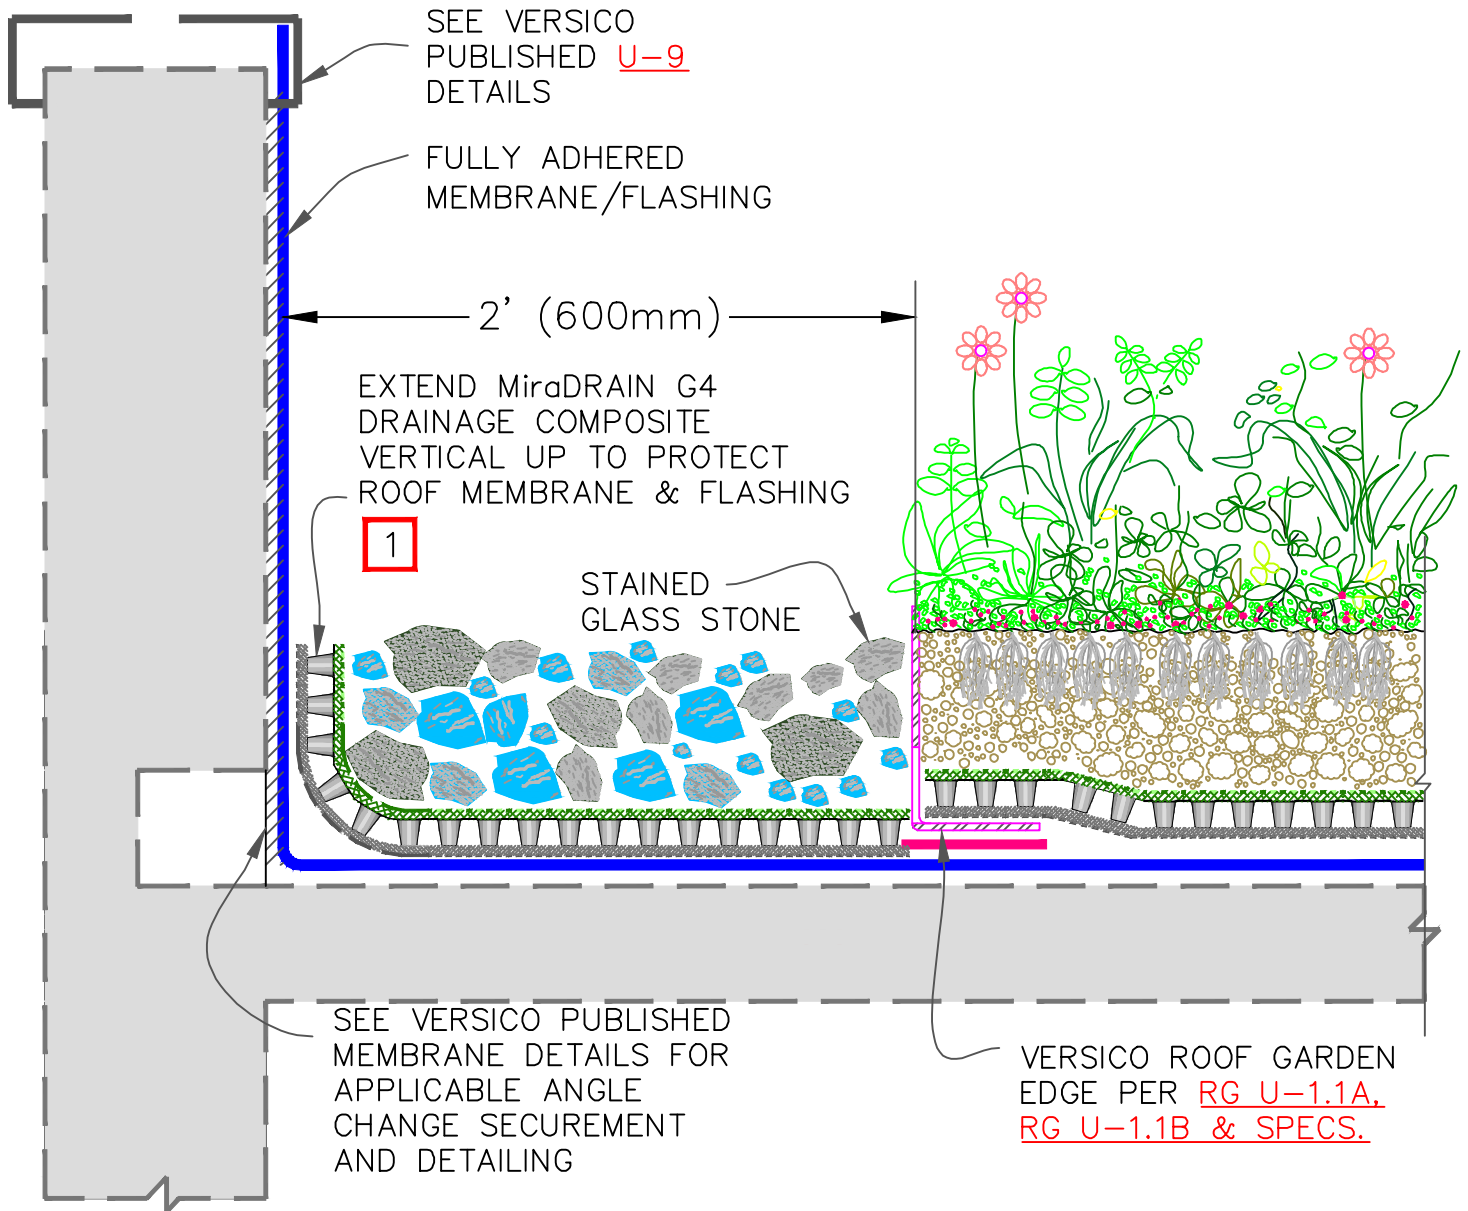 SEE VERSICO
PUBLISHED U-9
DETAILS
FULLY ADHERED
MEMBRANE/FLASHING
2' (600mm)
EXTEND MiraDRAIN G4
DRAINAGE COMPOSITE
VERTICAL UP TO PROTECT
ROOF MEMBRANE & FLASHING
1
STAINED
GLASS STONE
SEE VERSICO PUBLISHED
MEMBRANE DETAILS FOR
APPLICABLE ANGLE
CHANGE SECUREMENT
AND DETAILING
VERSICO ROOF GARDEN
EDGE PER RG U-1.1A,
RG U-1.1B & SPECS.